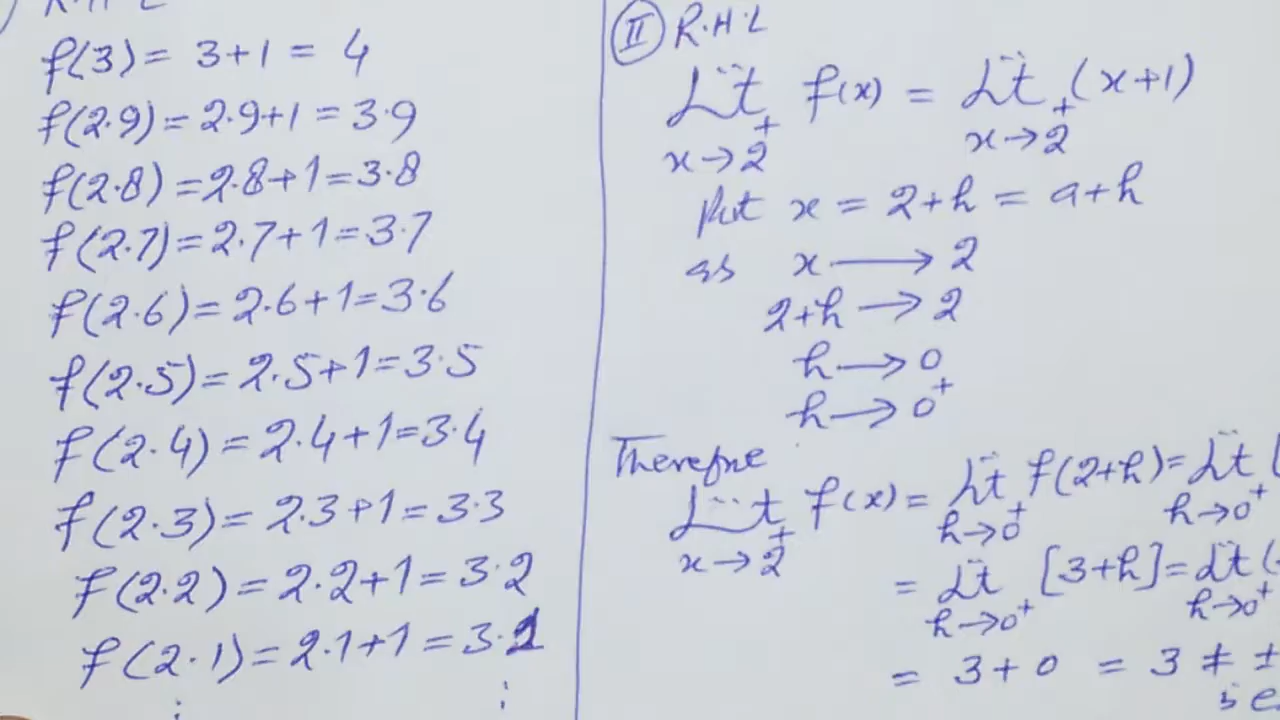 R.H.L
f(3) = 3+1 = 4
f(2.9) = 2.9+1 = 3.9
f(2.8) = 2.8+1 = 3.8
f(2.7) = 2.7+1 = 3.7
f(2.6) = 2.6+1 = 3.6
f(2.5) = 2.5+1 = 3.5
f(2.4) = 2.4+1 = 3.4
f(2.3) = 2.3+1 = 3.3
f(2.2) = 2.2+1 = 3.2
f(2.1) = 2.1+1 = 3.1
II R.H.L
Lt f(x) = Lt (x+1)
x→2⁺ x→2⁺
Put x = 2+h = a+h
as x → 2
2+h → 2
h → 0
h → 0⁺
Therefore
Lt f(x) = Lt f(2+h) = Lt
x→2⁺ h→0⁺ h→0⁺
= Lt [3+h] = Lt (
h→0⁺ h→0⁺
= 3+0 = 3 ≠ ±